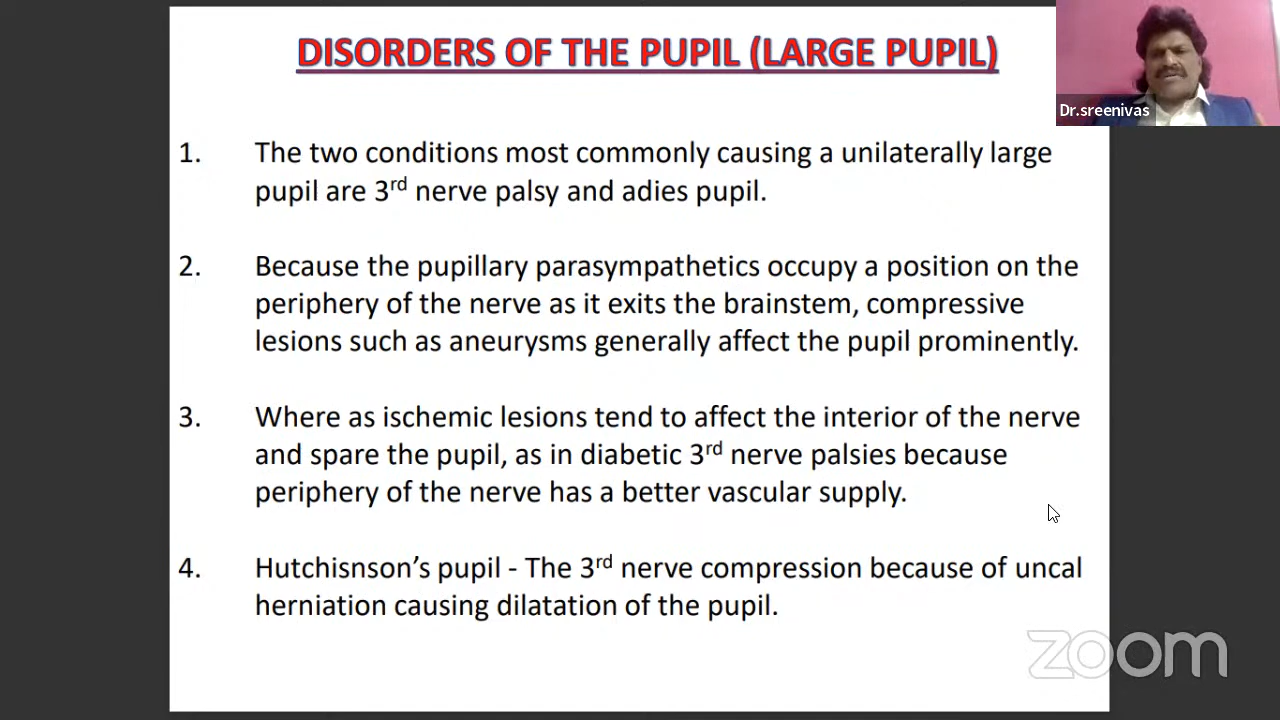 DISORDERS OF THE PUPIL (LARGE PUPIL)
Dr.sreenivas
1. The two conditions most commonly causing a unilaterally large
pupil are 3rd nerve palsy and adies pupil.
2. Because the pupillary parasympathetics occupy a position on the
periphery of the nerve as it exits the brainstem, compressive
lesions such as aneurysms generally affect the pupil prominently.
3. Where as ischemic lesions tend to affect the interior of the nerve
and spare the pupil, as in diabetic 3rd nerve palsies because
periphery of the nerve has a better vascular supply.
4. Hutchisnson’s pupil - The 3rd nerve compression because of uncal
herniation causing dilatation of the pupil.
zoom